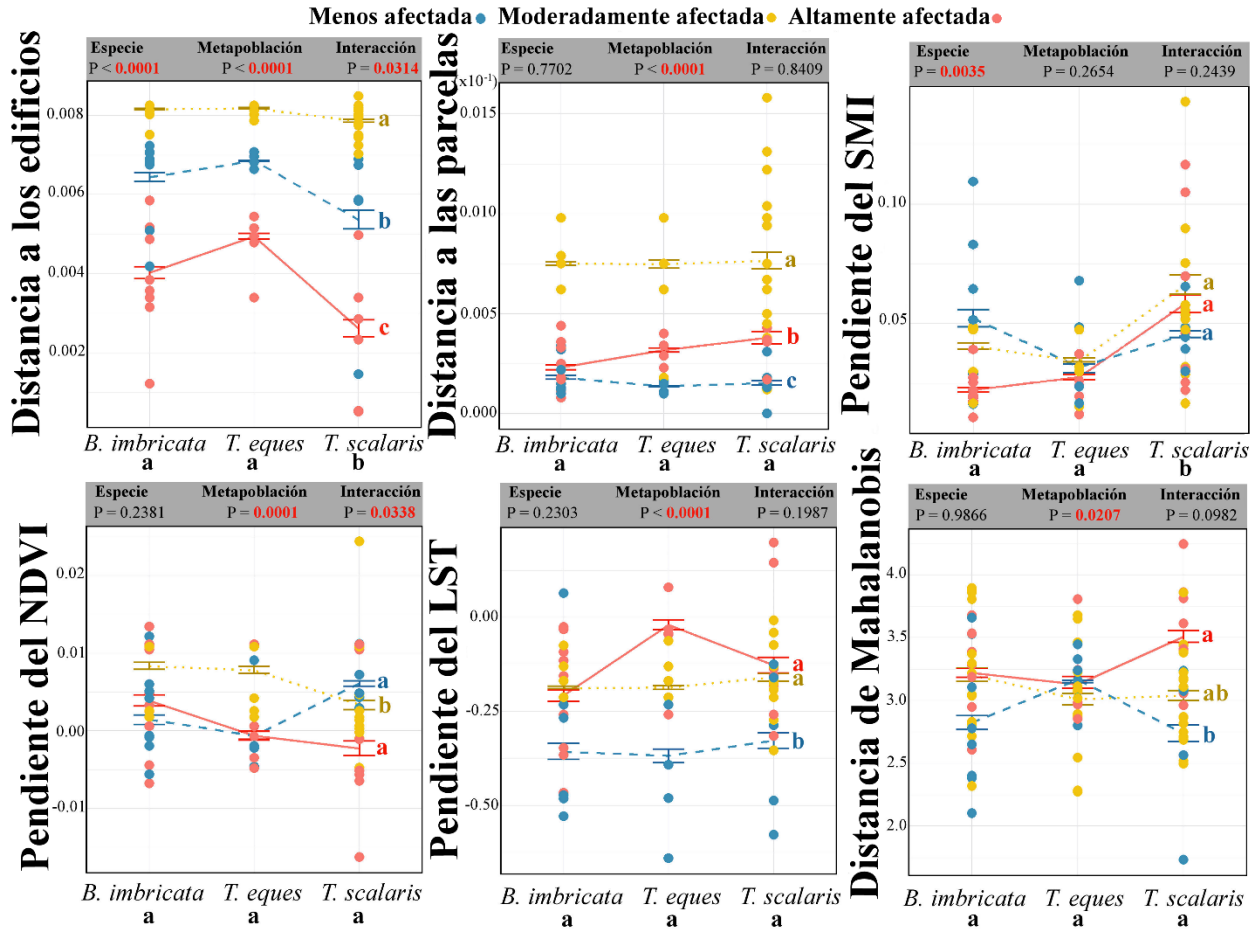 Menos afectada Moderadamente afectada Altamente afectada
Distancia a los edificios
Especie Metapoblación Interacción
P < 0.0001 P < 0.0001 P = 0.0314
0.008
0.006
0.004
0.002
a
b
c
B. imbricata T. eques T. scalaris
a a b
Distancia a las parcelas
Especie Metapoblación Interacción
P = 0.7702 P < 0.0001 P = 0.8409
(x10⁻¹)
0.015
0.010
0.005
0.000
a
b
c
B. imbricata T. eques T. scalaris
a a a
Pendiente del SMI
Especie Metapoblación Interacción
P = 0.0035 P = 0.2654 P = 0.2439
0.10
0.05
a
a
a
B. imbricata T. eques T. scalaris
a a b
Pendiente del NDVI
Especie Metapoblación Interacción
P = 0.2381 P = 0.0001 P = 0.0338
0.02
0.01
0.00
-0.01
a
b
a
B. imbricata T. eques T. scalaris
a a a
Pendiente del LST
Especie Metapoblación Interacción
P = 0.2303 P < 0.0001 P = 0.1987
0.00
-0.25
-0.50
a
a
b
B. imbricata T. eques T. scalaris
a a a
Distancia de Mahalanobis
Especie Metapoblación Interacción
P = 0.9866 P = 0.0207 P = 0.0982
4.0
3.5
3.0
2.5
2.0
a
ab
b
B. imbricata T. eques T. scalaris
a a a